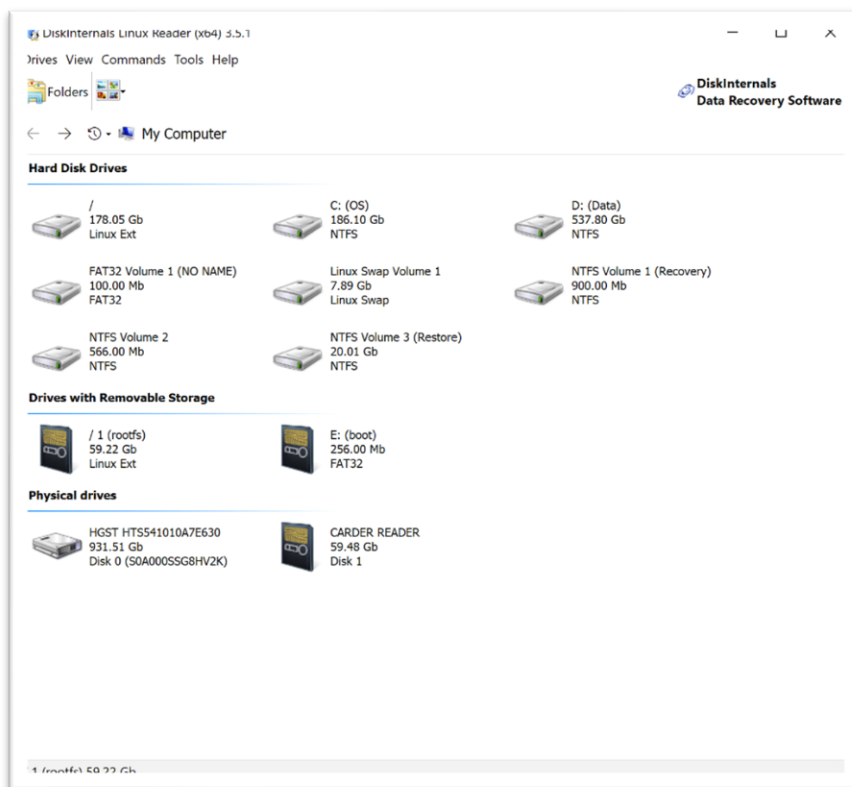 DiskInternals Linux Reader (x64) 3.5.1
Drives View Commands Tools Help
Folders
DiskInternals
Data Recovery Software
My Computer
Hard Disk Drives
/
178.05 Gb
Linux Ext
C: (OS)
186.10 Gb
NTFS
D: (Data)
537.80 Gb
NTFS
FAT32 Volume 1 (NO NAME)
100.00 Mb
FAT32
Linux Swap Volume 1
7.89 Gb
Linux Swap
NTFS Volume 1 (Recovery)
900.00 Mb
NTFS
NTFS Volume 2
566.00 Mb
NTFS
NTFS Volume 3 (Restore)
20.01 Gb
NTFS
Drives with Removable Storage
/ 1 (rootfs)
59.22 Gb
Linux Ext
E: (boot)
256.00 Mb
FAT32
Physical drives
HGST HTS541010A7E630
931.51 Gb
Disk 0 (S0A000SSG8HV2K)
CARDER READER
59.48 Gb
Disk 1
1 (rootfs) 59.22 Gb